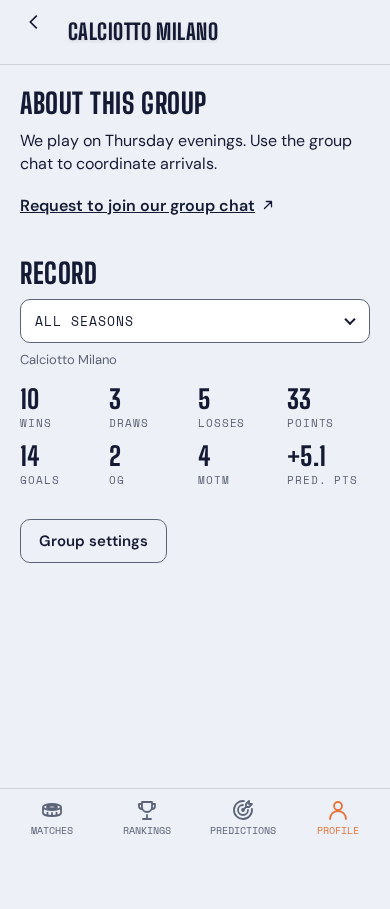 CALCIOTTO MILANO
ABOUT THIS GROUP
We play on Thursday evenings. Use the group
chat to coordinate arrivals.
Request to join our group chat ↗
RECORD
ALL SEASONS
Calciotto Milano
10 3 5 33
WINS DRAWS LOSSES POINTS
14 2 4 +5.1
GOALS OG MOTM PRED. PTS
Group settings
MATCHES RANKINGS PREDICTIONS PROFILE